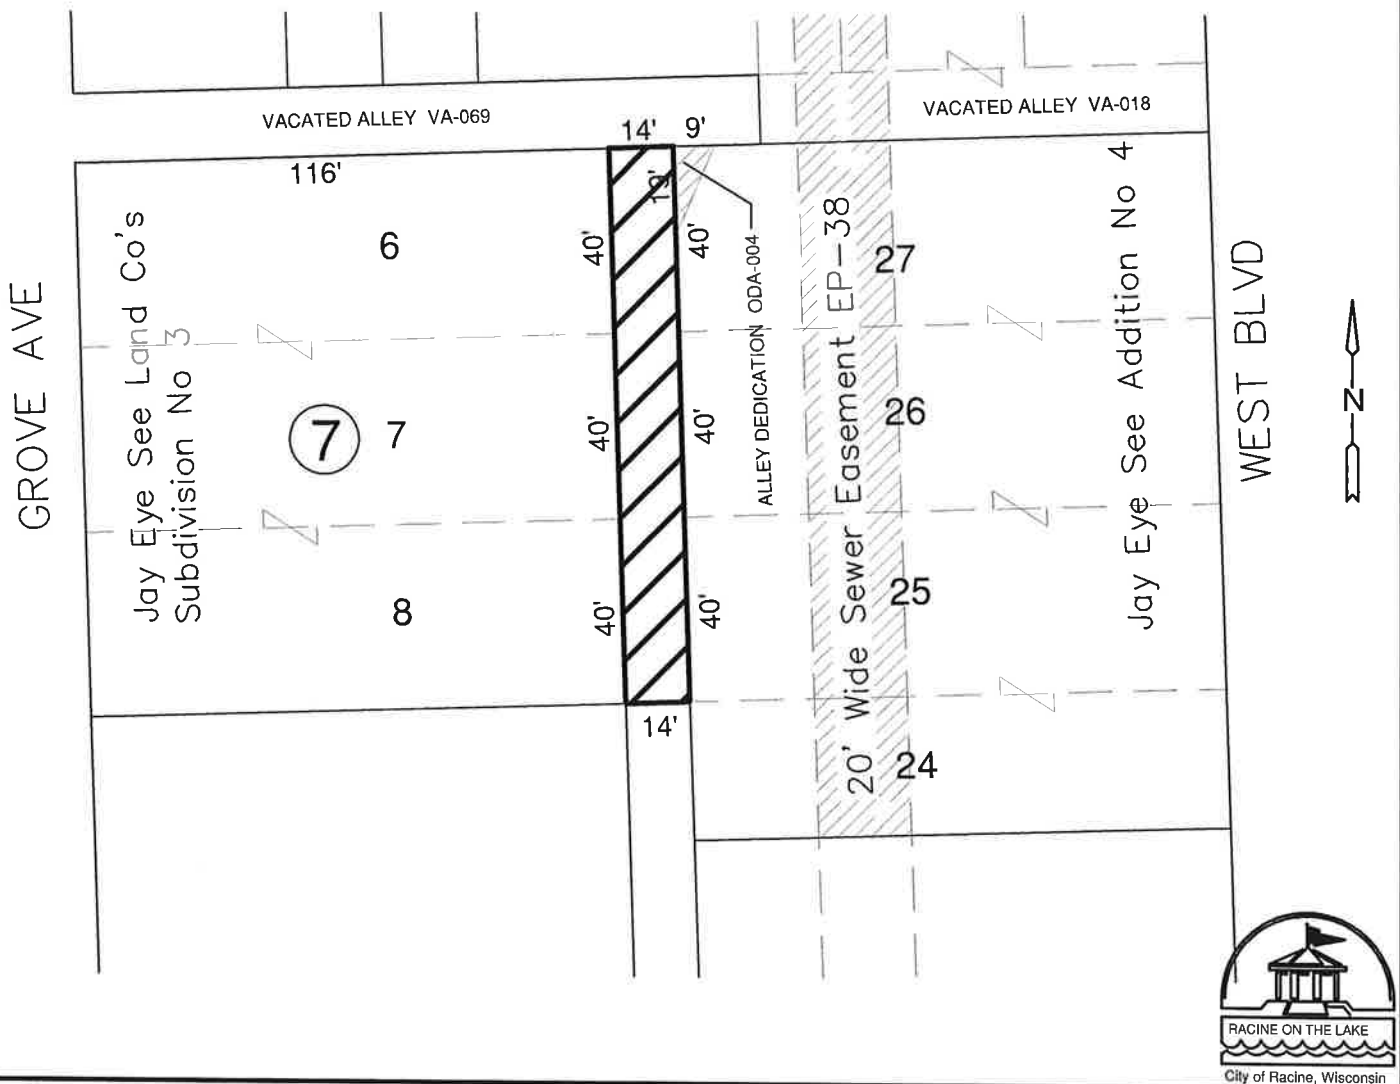 VACATED ALLEY VA-069
VACATED ALLEY VA-018
14'
9'
116'
19'
6
40'
40'
27
GROVE AVE
Jay Eye See Land Co's
Subdivision No 3
7
7
40'
40'
ALLEY DEDICATION ODA-004
20' Wide Sewer Easement EP-38
26
Jay Eye See Addition No 4
WEST BLVD
N
8
40'
40'
25
14'
24
RACINE ON THE LAKE
City of Racine, Wisconsin